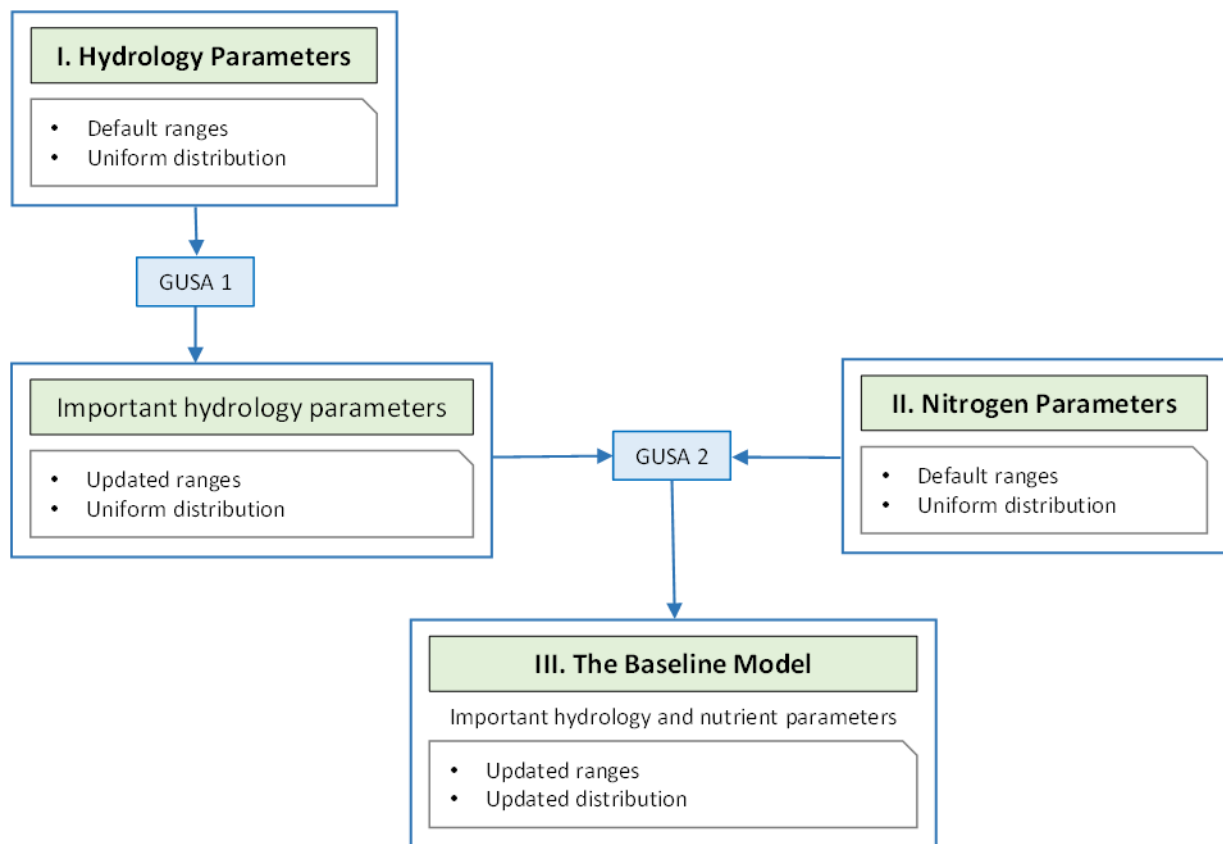 I. Hydrology Parameters
• Default ranges
• Uniform distribution
GUSA 1
Important hydrology parameters
• Updated ranges
• Uniform distribution
GUSA 2
II. Nitrogen Parameters
• Default ranges
• Uniform distribution
III. The Baseline Model
Important hydrology and nutrient parameters
• Updated ranges
• Updated distribution